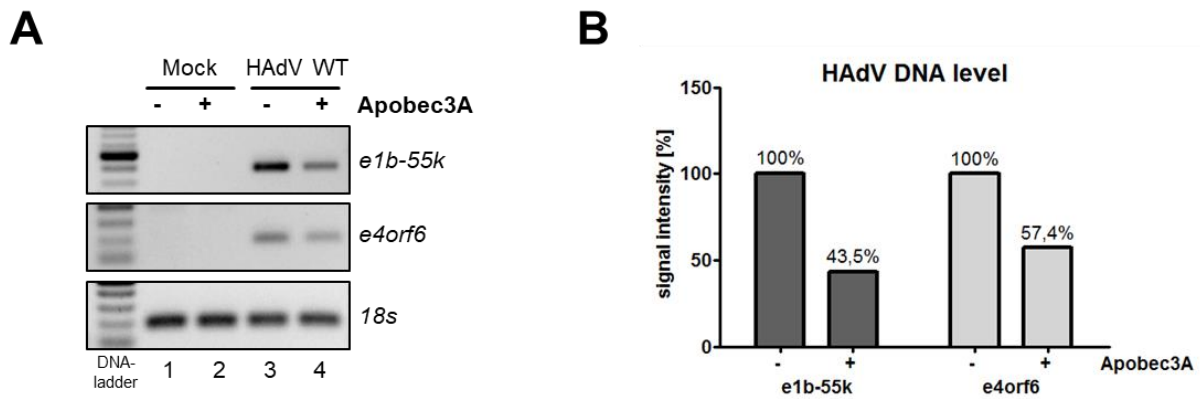 A
Mock HAdV WT
- + - + Apobec3A
e1b-55k
e4orf6
18s
DNA-
ladder
1 2 3 4
B
HAdV DNA level
signal intensity [%]
150
100
50
0
100%
43,5%
100%
57,4%
- + - + Apobec3A
e1b-55k e4orf6